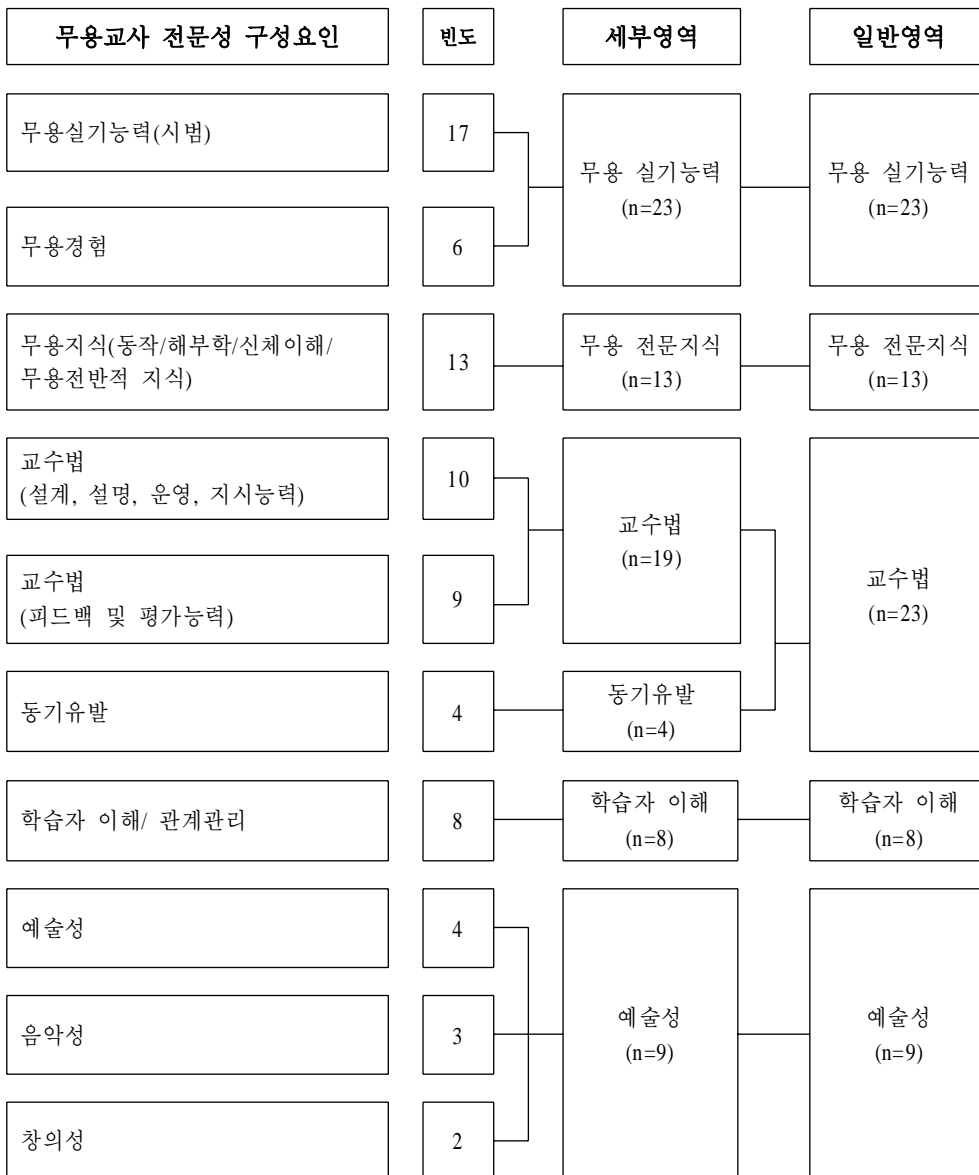 무용교사 전문성 구성요인
빈도
세부영역
일반영역
무용실기능력(시범)
17
무용 실기능력
(n=23)
무용 실기능력
(n=23)
무용경험
6
무용지식(동작/해부학/신체이해/
무용전반적 지식)
13
무용 전문지식
(n=13)
무용 전문지식
(n=13)
교수법
(설계, 설명, 운영, 지시능력)
10
교수법
(n=19)
교수법
(n=23)
교수법
(피드백 및 평가능력)
9
동기유발
4
동기유발
(n=4)
학습자 이해/ 관계관리
8
학습자 이해
(n=8)
학습자 이해
(n=8)
예술성
4
예술성
(n=9)
예술성
(n=9)
음악성
3
창의성
2